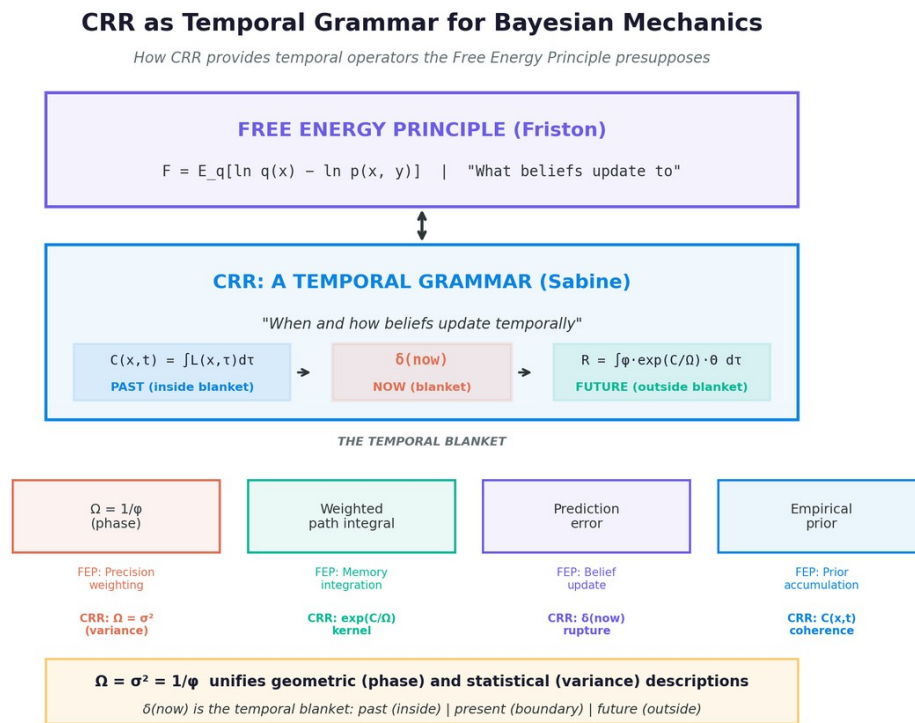 CRR as Temporal Grammar for Bayesian Mechanics
How CRR provides temporal operators the Free Energy Principle presupposes
FREE ENERGY PRINCIPLE (Friston)
F = E_q[ln q(x) − ln p(x, y)]  |  "What beliefs update to"
CRR: A TEMPORAL GRAMMAR (Sabine)
"When and how beliefs update temporally"
C(x,t) = ∫L(x,τ)dτ
PAST (inside blanket)
δ(now)
NOW (blanket)
R = ∫φ·exp(C/Ω)·Θ dτ
FUTURE (outside blanket)
THE TEMPORAL BLANKET
Ω = 1/φ
(phase)
FEP: Precision
weighting
CRR: Ω = σ²
(variance)
Weighted
path integral
FEP: Memory
integration
CRR: exp(C/Ω)
kernel
Prediction
error
FEP: Belief
update
CRR: δ(now)
rupture
Empirical
prior
FEP: Prior
accumulation
CRR: C(x,t)
coherence
Ω = σ² = 1/φ  unifies geometric (phase) and statistical (variance) descriptions
δ(now) is the temporal blanket: past (inside) | present (boundary) | future (outside)